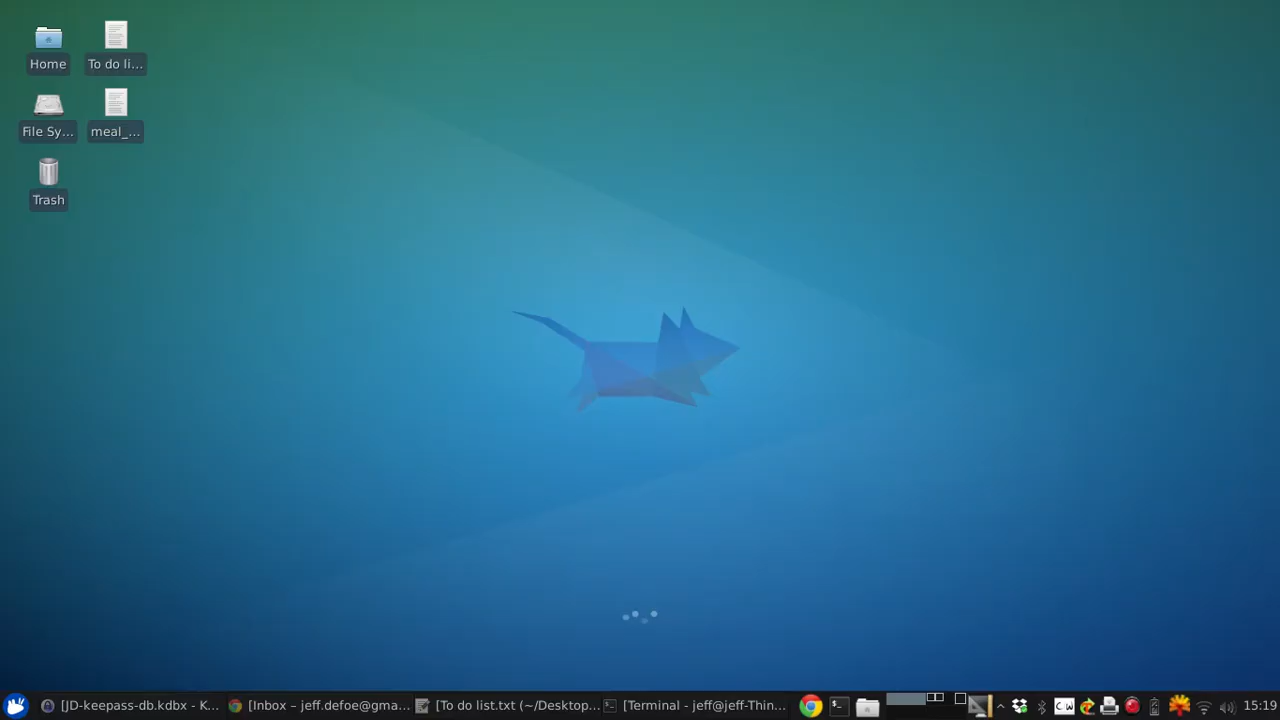 Home
To do li...
File Sy...
meal_...
Trash
[JD-keepass-db.kdbx - K...
[Inbox – jeff.defoe@gma...
[To do list.txt (~/Desktop...
[Terminal - jeff@jeff-Thin...
CW
15:19